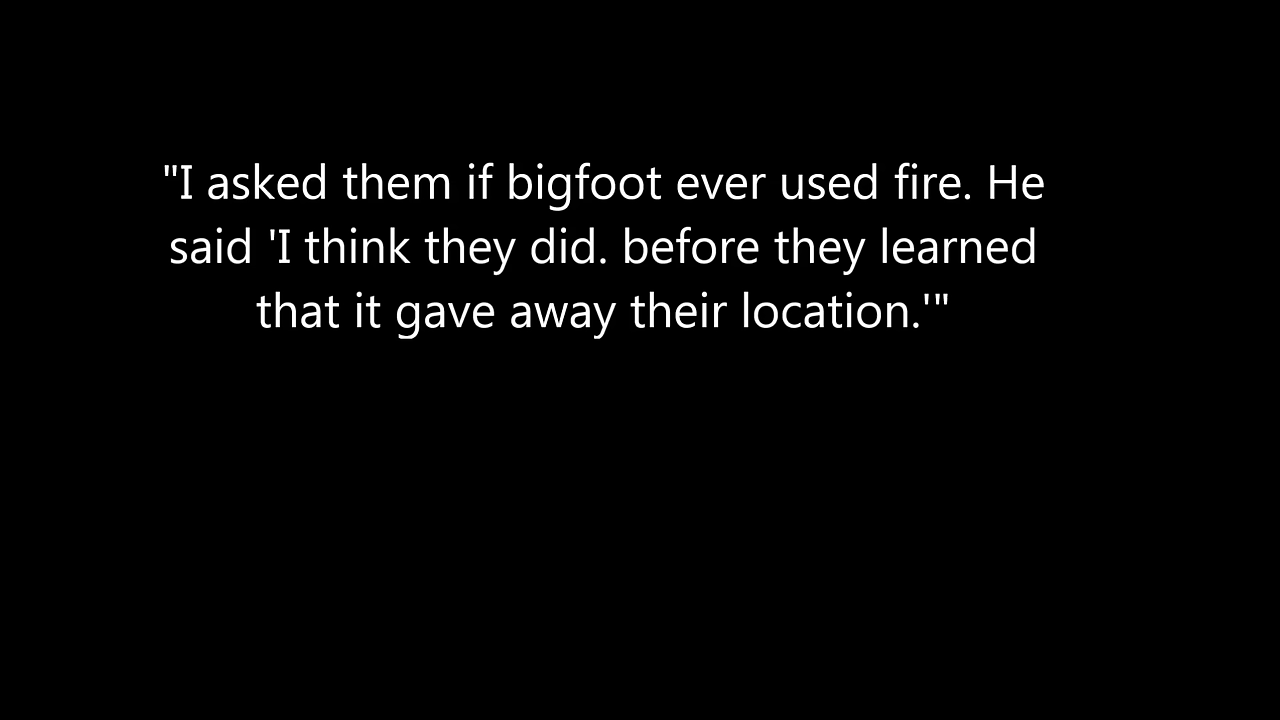 "I asked them if bigfoot ever used fire. He
said 'I think they did. before they learned
that it gave away their location.'"